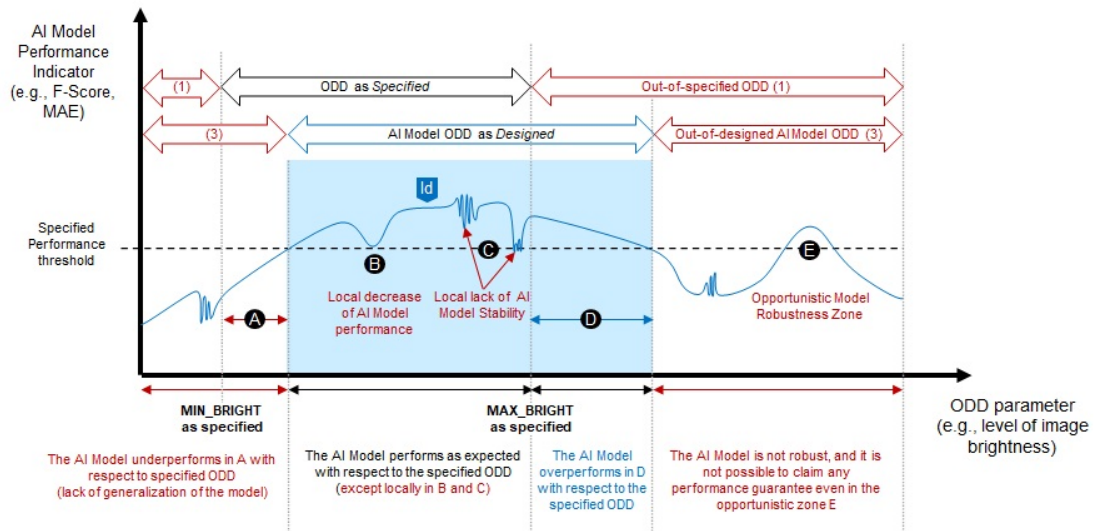 AI Model
Performance
Indicator
(e.g., F-Score,
MAE)
(1)
ODD as Specified
Out-of-specified ODD (1)
(3)
AI Model ODD as Designed
Out-of-designed AI Model ODD (3)
Id
Specified
Performance
threshold
B
C
E
Local decrease
of AI Model
performance
Local lack of AI
Model Stability
Opportunistic Model
Robustness Zone
A
D
MIN_BRIGHT
as specified
MAX_BRIGHT
as specified
ODD parameter
(e.g., level of image
brightness)
The AI Model underperforms in A with
respect to specified ODD
(lack of generalization of the model)
The AI Model performs as expected
with respect to the specified ODD
(except locally in B and C)
The AI Model
overperforms in D
with respect to the
specified ODD
The AI Model is not robust, and it is
not possible to claim any
performance guarantee even in the
opportunistic zone E